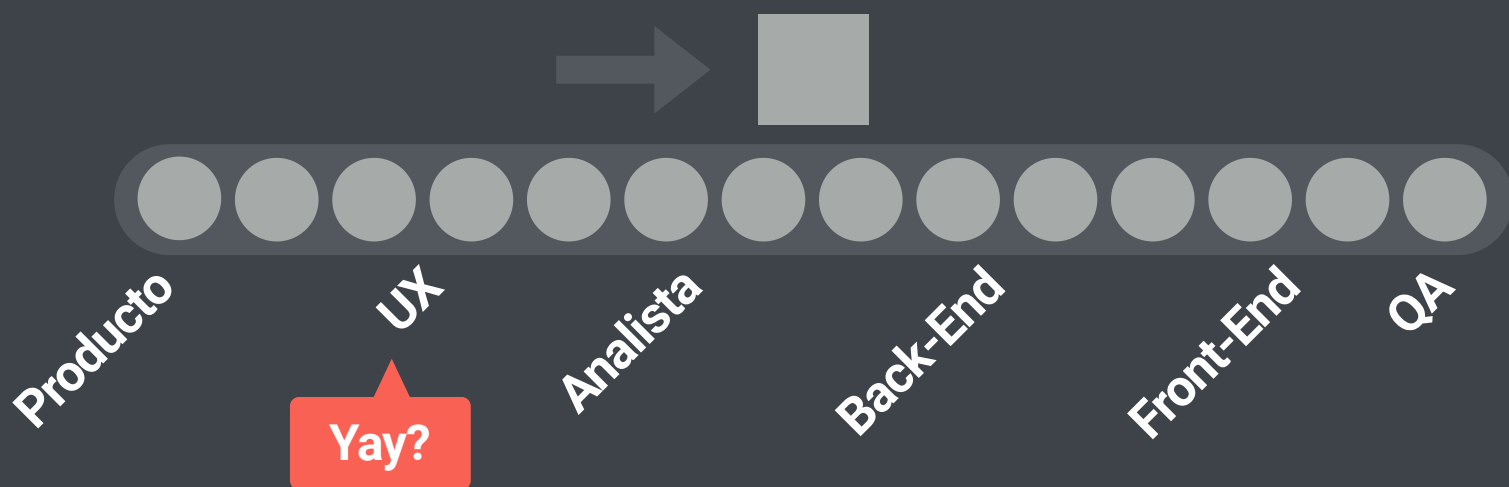 Producto
UX
Analista
Back-End
Front-End
QA
Yay?